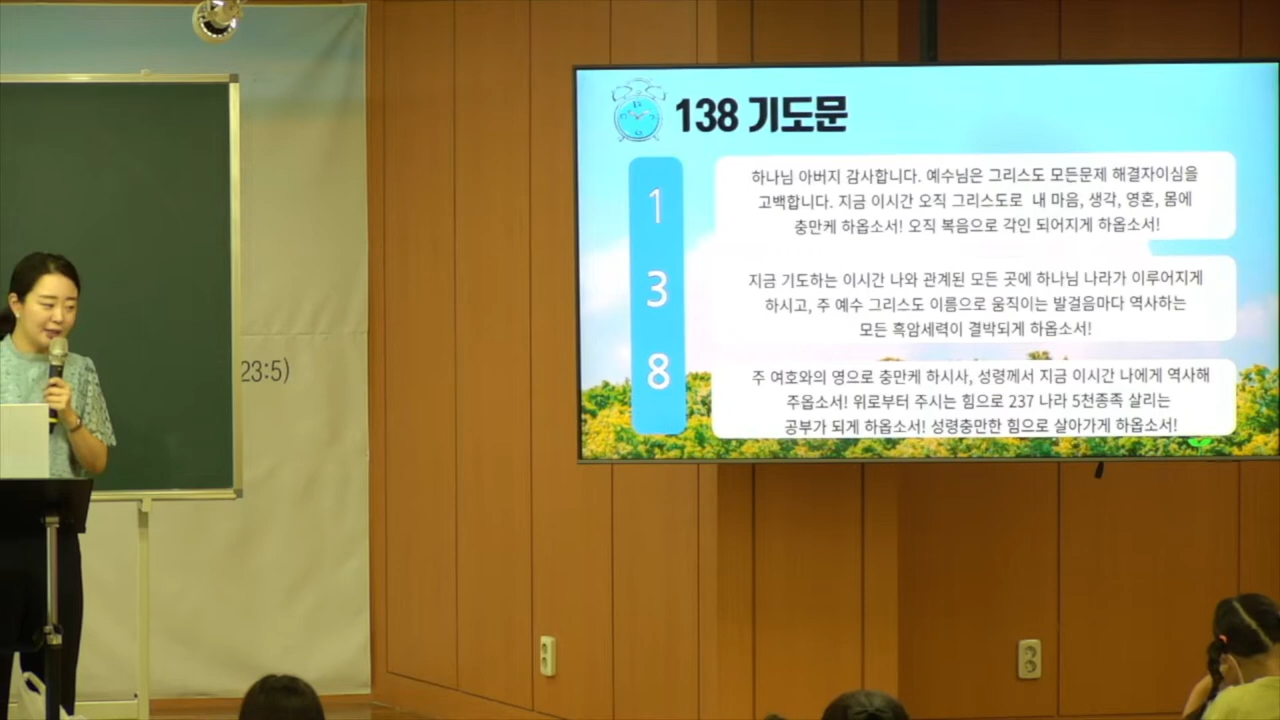 138 기도문
1
하나님 아버지 감사합니다. 예수님은 그리스도 모든문제 해결자이심을
고백합니다. 지금 이시간 오직 그리스도로 내 마음, 생각, 영혼, 몸에
충만케 하옵소서! 오직 복음으로 각인 되어지게 하옵소서!
3
지금 기도하는 이시간 나와 관계된 모든 곳에 하나님 나라가 이루어지게
하시고, 주 예수 그리스도 이름으로 움직이는 발걸음마다 역사하는
모든 흑암세력이 결박되게 하옵소서!
8
주 여호와의 영으로 충만케 하시사, 성령께서 지금 이시간 나에게 역사해
주옵소서! 위로부터 주시는 힘으로 237 나라 5천종족 살리는
공부가 되게 하옵소서! 성령충만한 힘으로 살아가게 하옵소서!
23:5)